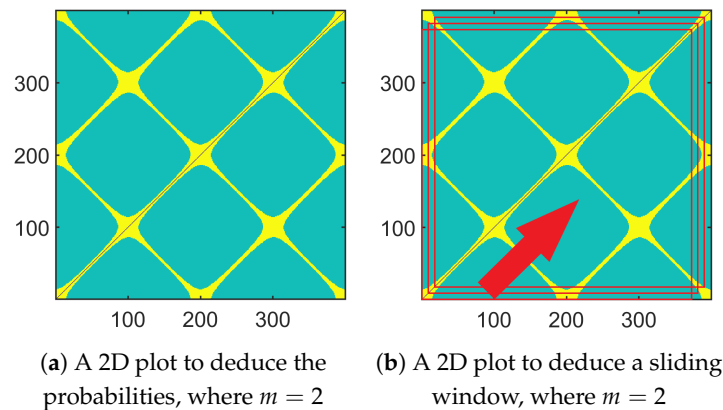 300
200
100
100 200 300
300
200
100
100 200 300
(a) A 2D plot to deduce the
probabilities, where m = 2
(b) A 2D plot to deduce a sliding
window, where m = 2